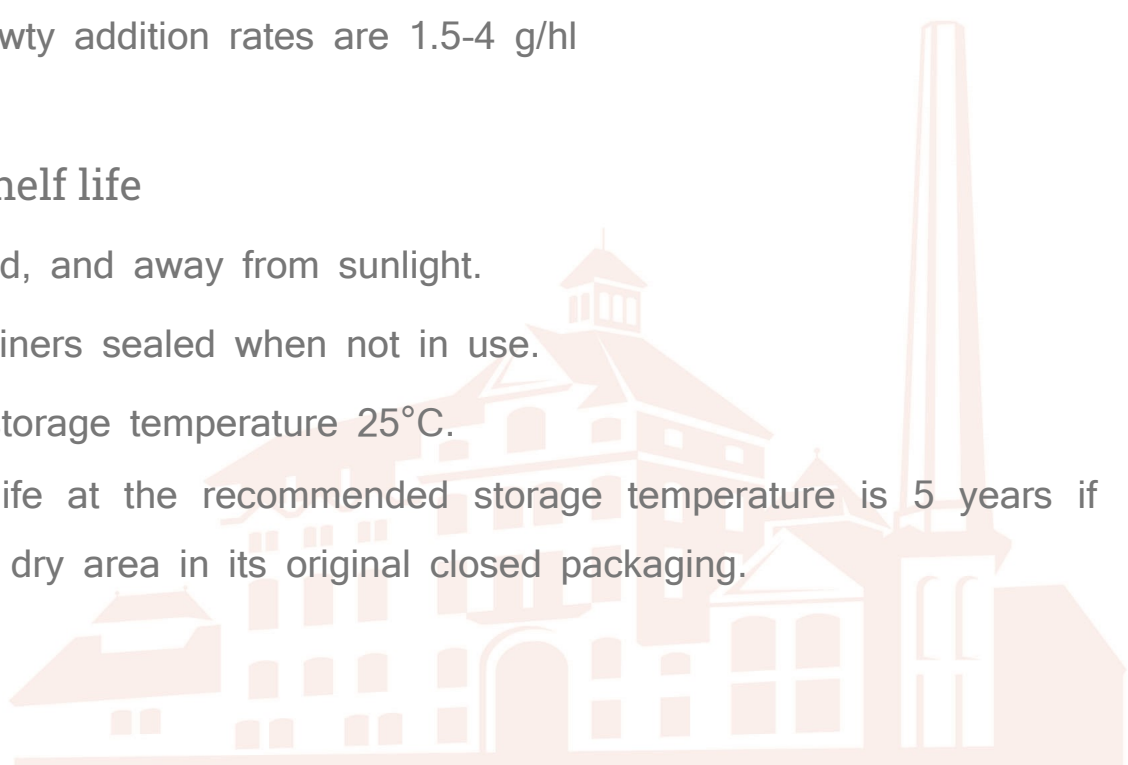 wty addition rates are 1.5-4 g/hl
helf life
d, and away from sunlight.
iners sealed when not in use.
torage temperature 25°C.
ife at the recommended storage temperature is 5 years if
dry area in its original closed packaging.